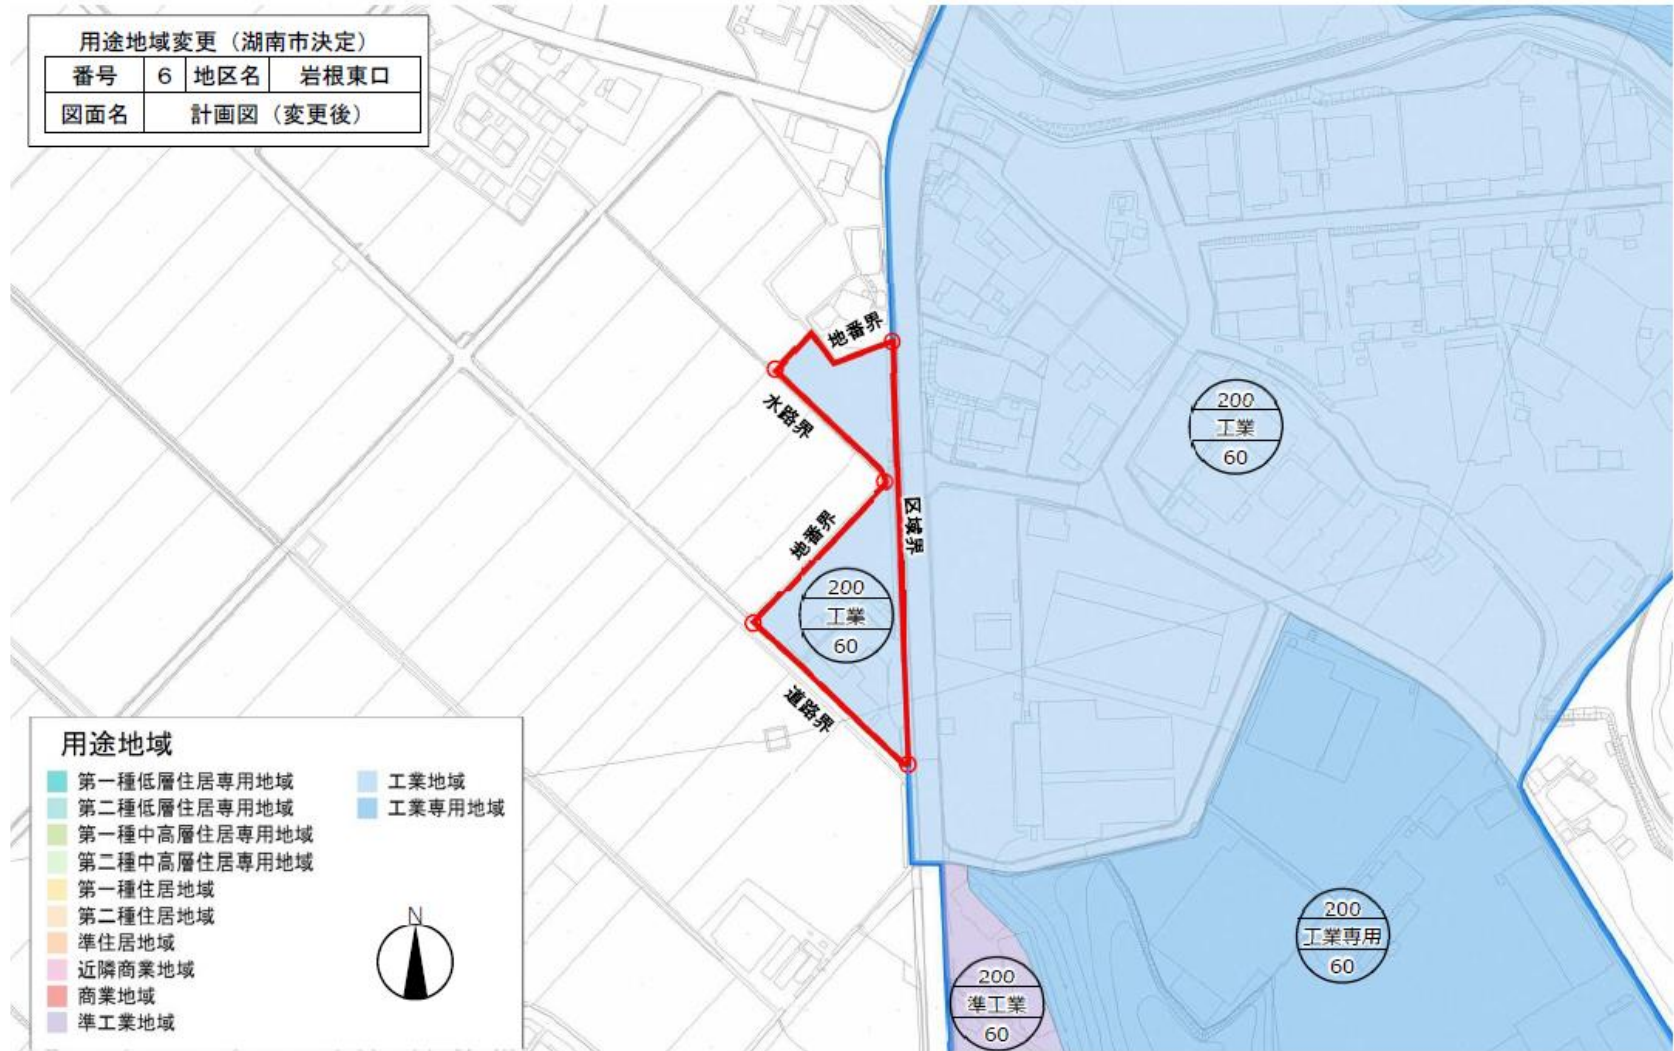 用途地域変更（湖南市決定）
番号 6 地区名 岩根東口
図面名 計画図（変更後）
地番界
水路界
区域界
地番界
道路界
200
工業
60
200
工業
60
200
工業専用
60
200
準工業
60
用途地域
第一種低層住居専用地域
第二種低層住居専用地域
第一種中高層住居専用地域
第二種中高層住居専用地域
第一種住居地域
第二種住居地域
準住居地域
近隣商業地域
商業地域
準工業地域
工業地域
工業専用地域
N